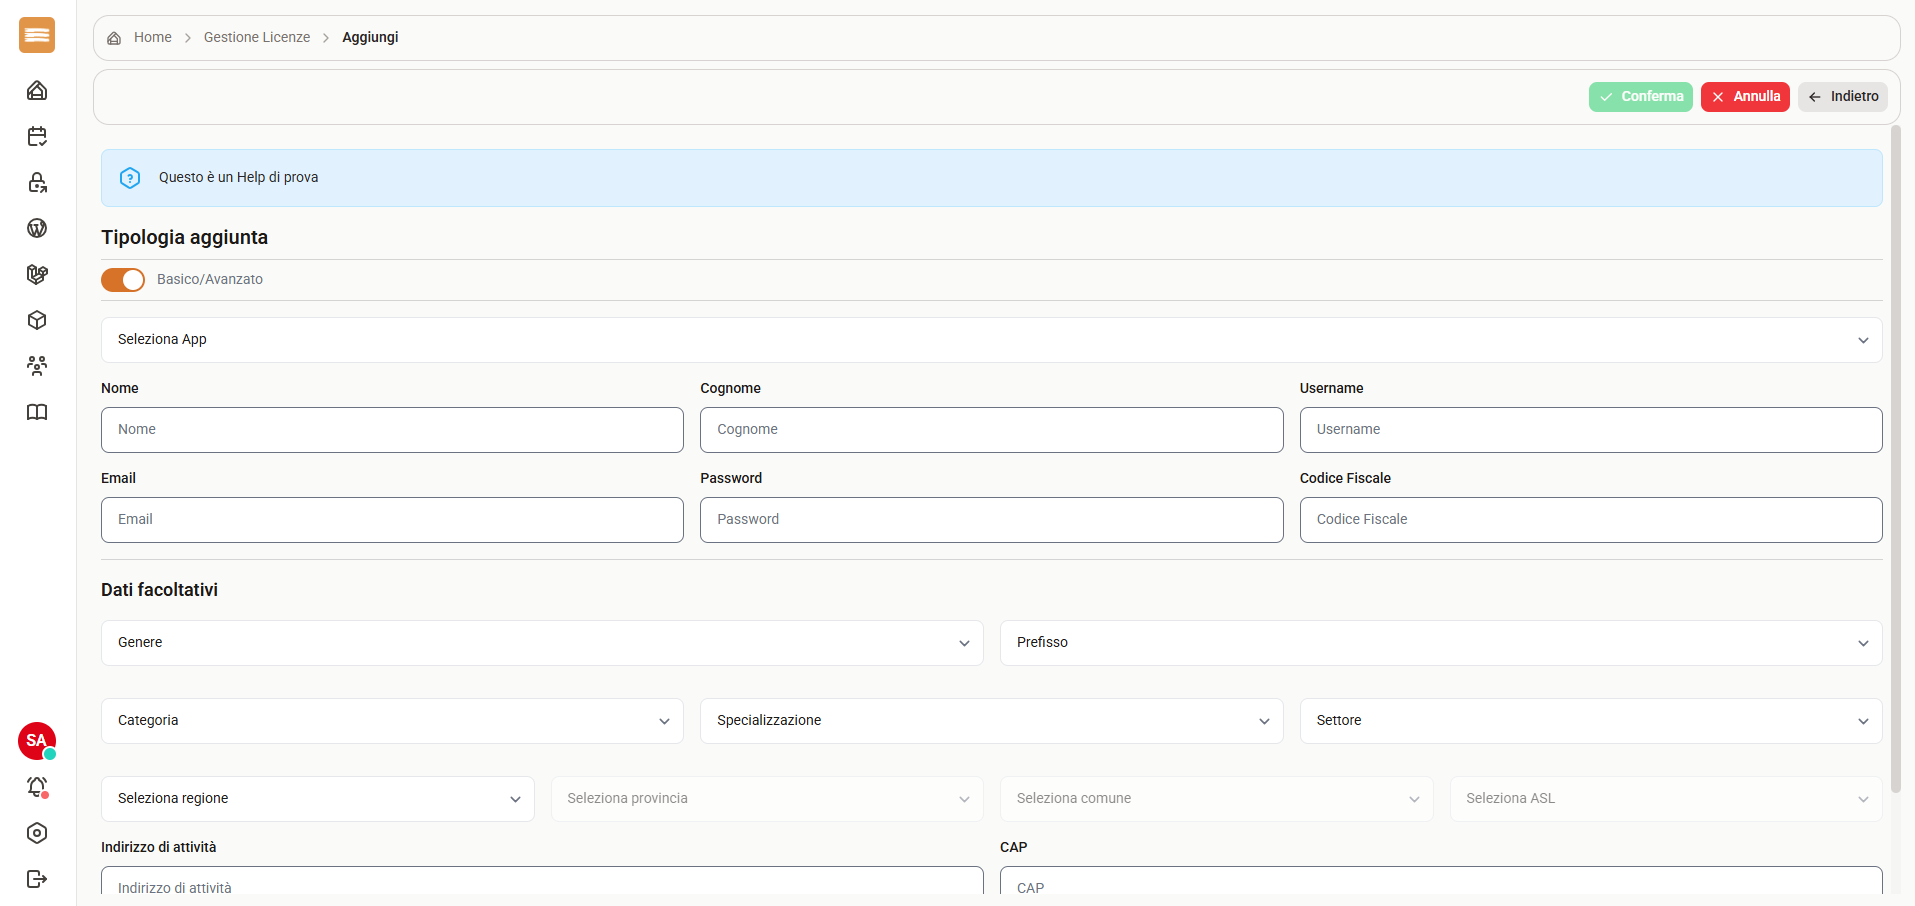 Home > Gestione Licenze > Aggiungi
Conferma Annulla Indietro
Questo è un Help di prova
Tipologia aggiunta
Basico/Avanzato
Seleziona App
Nome Cognome Username
Nome Cognome Username
Email Password Codice Fiscale
Email Password Codice Fiscale
Dati facoltativi
Genere Prefisso
Categoria Specializzazione Settore
SA
Seleziona regione Seleziona provincia Seleziona comune Seleziona ASL
Indirizzo di attività CAP
Indirizzo di attività CAP